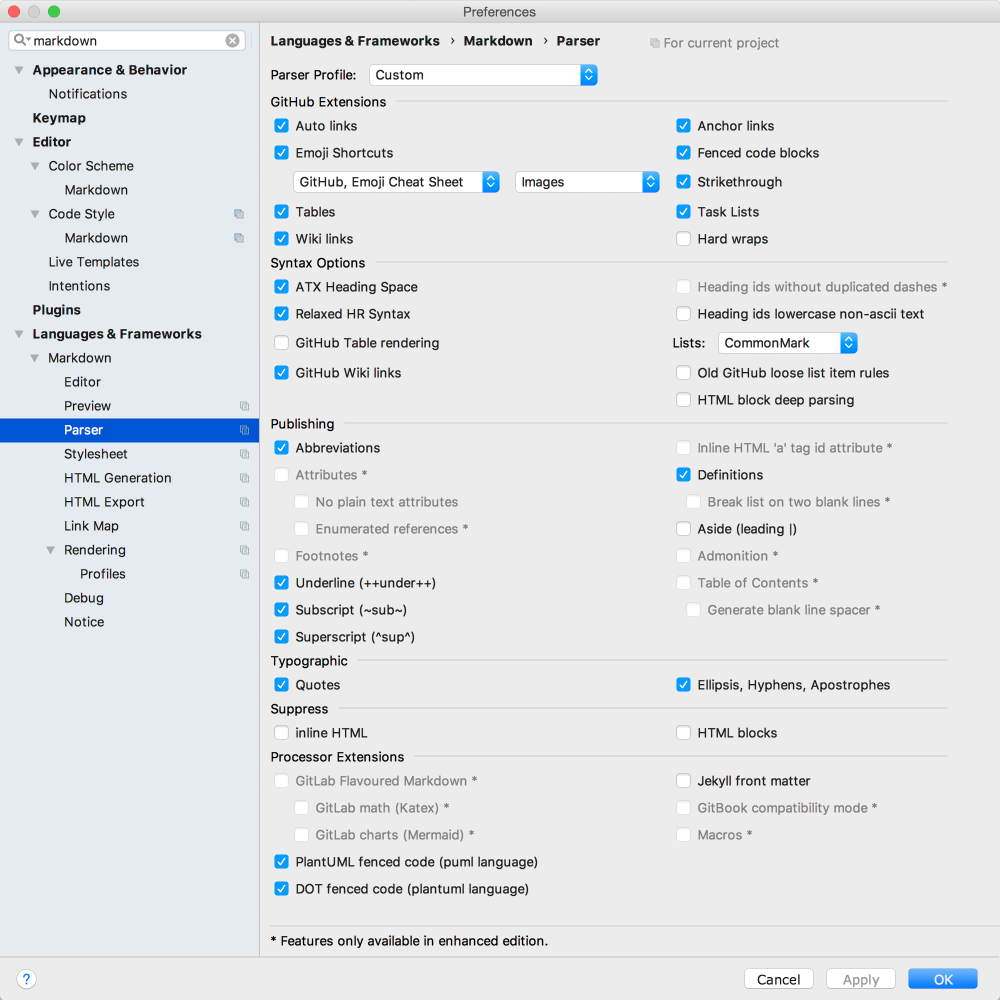 Preferences
markdown
Appearance & Behavior
Notifications
Keymap
Editor
Color Scheme
Markdown
Code Style
Markdown
Live Templates
Intentions
Plugins
Languages & Frameworks
Markdown
Editor
Preview
Parser
Stylesheet
HTML Generation
HTML Export
Link Map
Rendering
Profiles
Debug
Notice
Languages & Frameworks › Markdown › Parser
For current project
Parser Profile: Custom
GitHub Extensions
Auto links
Anchor links
Emoji Shortcuts
Fenced code blocks
GitHub, Emoji Cheat Sheet Images
Strikethrough
Tables
Task Lists
Wiki links
Hard wraps
Syntax Options
ATX Heading Space
Heading ids without duplicated dashes *
Relaxed HR Syntax
Heading ids lowercase non-ascii text
GitHub Table rendering
Lists: CommonMark
GitHub Wiki links
Old GitHub loose list item rules
HTML block deep parsing
Publishing
Abbreviations
Inline HTML 'a' tag id attribute *
Attributes *
Definitions
No plain text attributes
Break list on two blank lines *
Enumerated references *
Aside (leading |)
Footnotes *
Admonition *
Underline (++under++)
Table of Contents *
Subscript (~sub~)
Generate blank line spacer *
Superscript (^sup^)
Typographic
Quotes
Ellipsis, Hyphens, Apostrophes
Suppress
inline HTML
HTML blocks
Processor Extensions
GitLab Flavoured Markdown *
Jekyll front matter
GitLab math (Katex) *
GitBook compatibility mode *
GitLab charts (Mermaid) *
Macros *
PlantUML fenced code (puml language)
DOT fenced code (plantuml language)
* Features only available in enhanced edition.
?
Cancel
Apply
OK